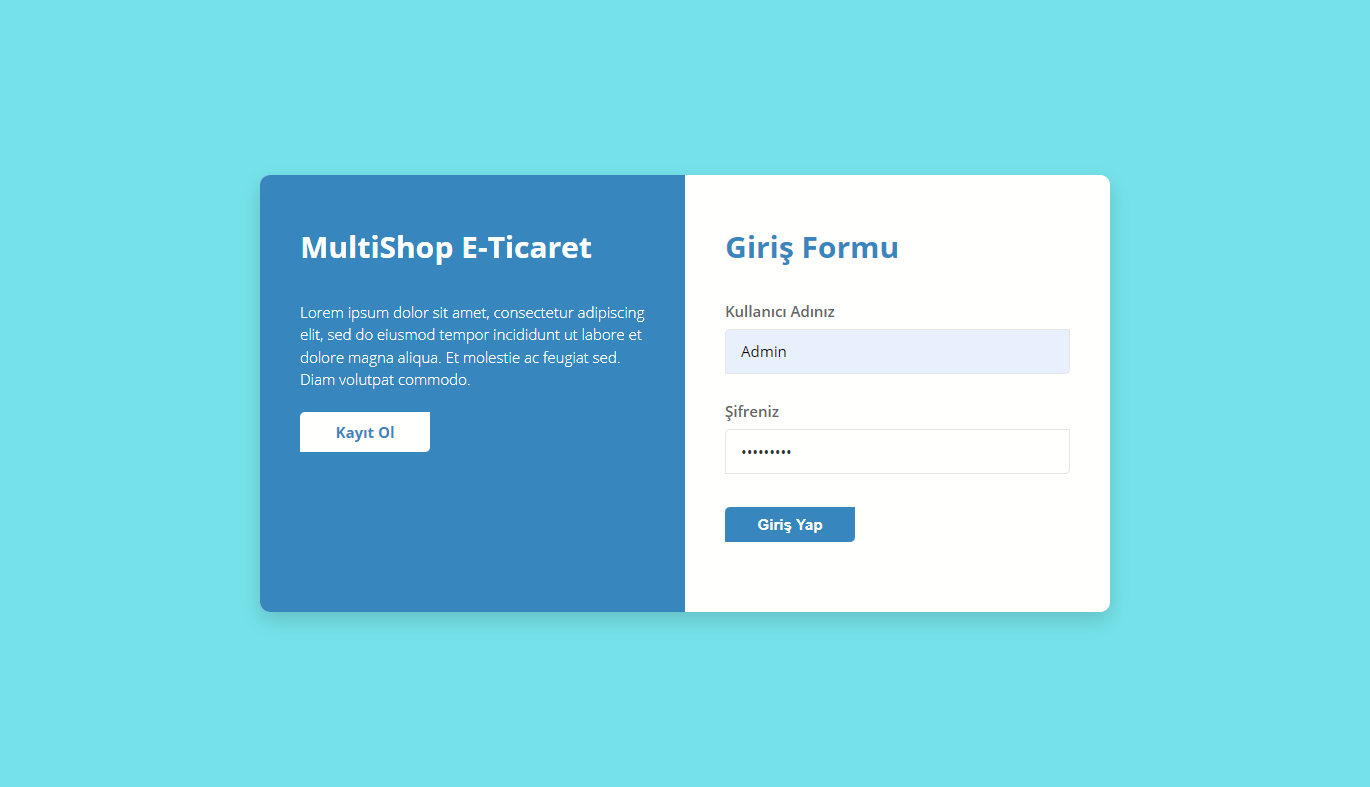 MultiShop E-Ticaret
Lorem ipsum dolor sit amet, consectetur adipiscing
elit, sed do eiusmod tempor incididunt ut labore et
dolore magna aliqua. Et molestie ac feugiat sed.
Diam volutpat commodo.
Kayıt Ol
Giriş Formu
Kullanıcı Adınız
Admin
Şifreniz
•••••••••
Giriş Yap